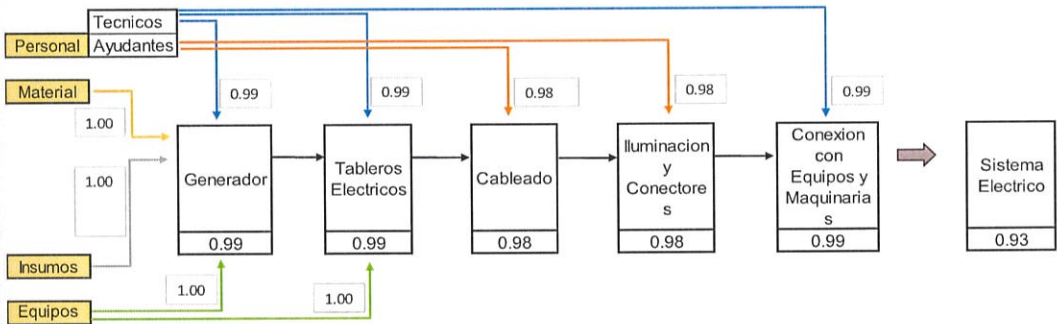 Tecnicos
Personal Ayudantes
Material
0.99
0.99
0.98
0.98
0.99
1.00
1.00
Generador
0.99
Tableros
Electricos
0.99
Cableado
0.98
Iluminacion
y
Conectore
s
0.98
Conexion
con
Equipos y
Maquinaria
s
0.99
Sistema
Electrico
0.93
Insumos
1.00
1.00
Equipos